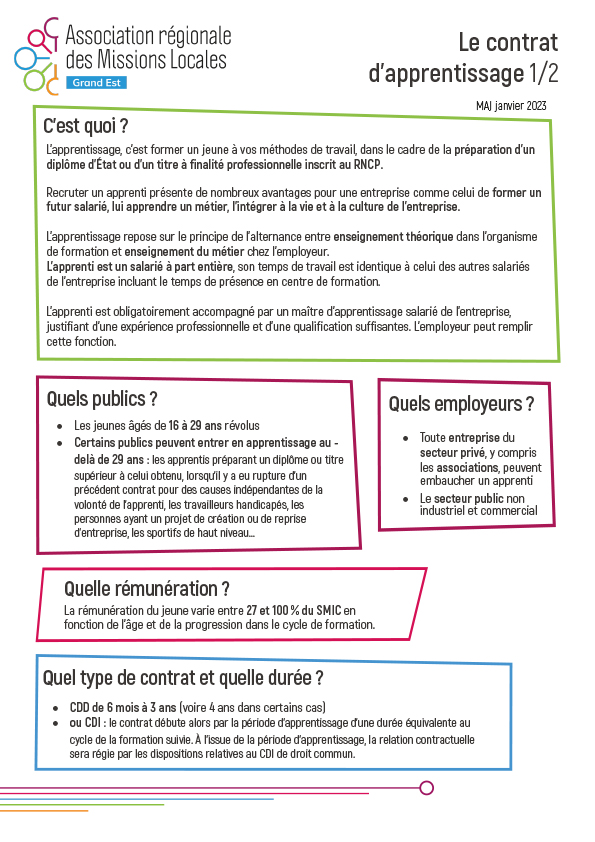 Association régionale
des Missions Locales
Grand Est
Le contrat
d'apprentissage 1/2
MAJ janvier 2023
C'est quoi ?
L'apprentissage, c'est former un jeune à vos méthodes de travail, dans le cadre de la préparation d'un
diplôme d'État ou d'un titre à finalité professionnelle inscrit au RNCP.
Recruter un apprenti présente de nombreux avantages pour une entreprise comme celui de former un
futur salarié, lui apprendre un métier, l'intégrer à la vie et à la culture de l'entreprise.
L'apprentissage repose sur le principe de l'alternance entre enseignement théorique dans l'organisme
de formation et enseignement du métier chez l'employeur.
L'apprenti est un salarié à part entière, son temps de travail est identique à celui des autres salariés
de l'entreprise incluant le temps de présence en centre de formation.
L'apprenti est obligatoirement accompagné par un maître d'apprentissage salarié de l'entreprise,
justifiant d'une expérience professionnelle et d'une qualification suffisantes. L'employeur peut remplir
cette fonction.
Quels publics ?
• Les jeunes âgés de 16 à 29 ans révolus
• Certains publics peuvent entrer en apprentissage au -
delà de 29 ans : les apprentis préparant un diplôme ou titre
supérieur à celui obtenu, lorsqu'il y a eu rupture d'un
précédent contrat pour des causes indépendantes de la
volonté de l'apprenti, les travailleurs handicapés, les
personnes ayant un projet de création ou de reprise
d'entreprise, les sportifs de haut niveau...
Quels employeurs ?
• Toute entreprise du
secteur privé, y compris
les associations, peuvent
embaucher un apprenti
• Le secteur public non
industriel et commercial
Quelle rémunération ?
La rémunération du jeune varie entre 27 et 100 % du SMIC en
fonction de l'âge et de la progression dans le cycle de formation.
Quel type de contrat et quelle durée ?
• CDD de 6 mois à 3 ans (voire 4 ans dans certains cas)
• ou CDI : le contrat débute alors par la période d'apprentissage d'une durée équivalente au
cycle de la formation suivie. À l'issue de la période d'apprentissage, la relation contractuelle
sera régie par les dispositions relatives au CDI de droit commun.